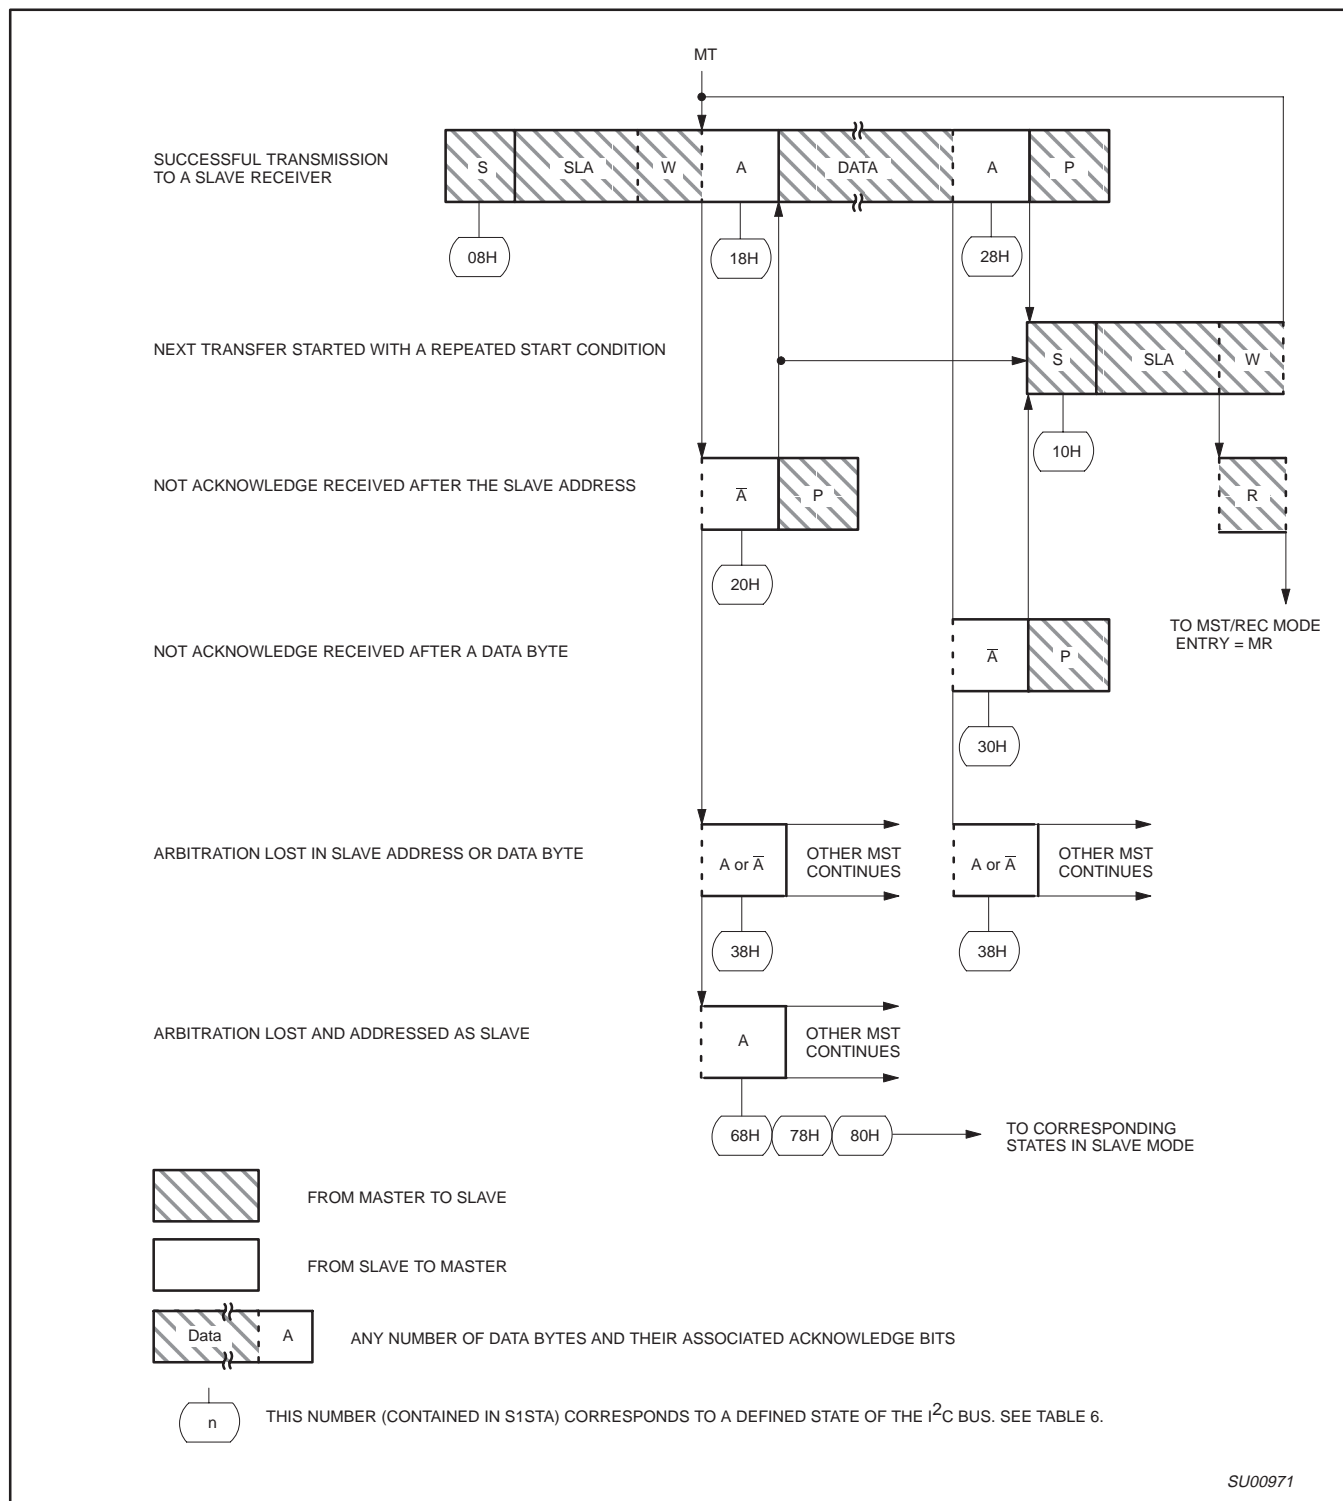 MT
SUCCESSFUL TRANSMISSION
TO A SLAVE RECEIVER
S SLA W A DATA A P
08H 18H 28H
NEXT TRANSFER STARTED WITH A REPEATED START CONDITION
S SLA W
10H
NOT ACKNOWLEDGE RECEIVED AFTER THE SLAVE ADDRESS
A̅ P R
20H
TO MST/REC MODE
ENTRY = MR
NOT ACKNOWLEDGE RECEIVED AFTER A DATA BYTE
A̅ P
30H
ARBITRATION LOST IN SLAVE ADDRESS OR DATA BYTE
A or A̅
OTHER MST
CONTINUES
A or A̅
OTHER MST
CONTINUES
38H 38H
ARBITRATION LOST AND ADDRESSED AS SLAVE
A
OTHER MST
CONTINUES
68H 78H 80H
TO CORRESPONDING
STATES IN SLAVE MODE
FROM MASTER TO SLAVE
FROM SLAVE TO MASTER
Data A
ANY NUMBER OF DATA BYTES AND THEIR ASSOCIATED ACKNOWLEDGE BITS
n
THIS NUMBER (CONTAINED IN S1STA) CORRESPONDS TO A DEFINED STATE OF THE I²C BUS. SEE TABLE 6.
SU00971